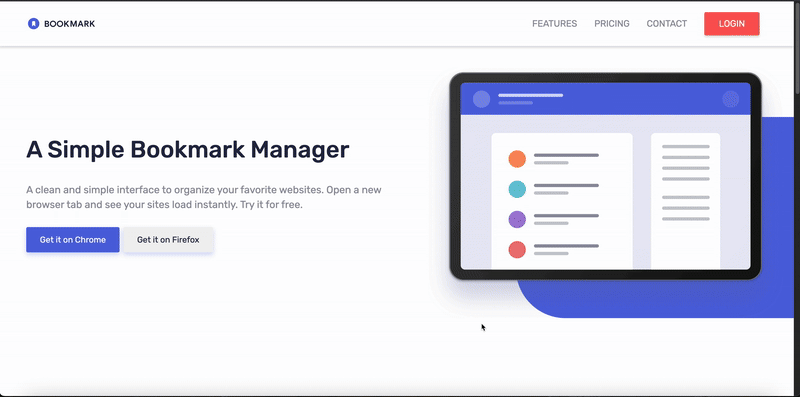 BOOKMARK
FEATURES PRICING CONTACT LOGIN
A Simple Bookmark Manager
A clean and simple interface to organize your favorite websites. Open a new
browser tab and see your sites load instantly. Try it for free.
Get it on Chrome Get it on Firefox